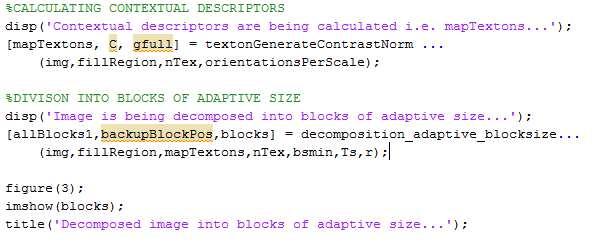 %CALCULATING CONTEXTUAL DESCRIPTORS
disp('Contextual descriptors are being calculated i.e. mapTextons...');
[mapTextons, C, gfull] = textonGenerateContrastNorm ...
(img,fillRegion,nTex,orientationsPerScale);
%DIVISON INTO BLOCKS OF ADAPTIVE SIZE
disp('Image is being decomposed into blocks of adaptive size...');
[allBlocks1,backupBlockPos,blocks] = decomposition_adaptive_blocksize...
(img,fillRegion,mapTextons,nTex,bsmin,Ts,r);
figure(3);
imshow(blocks);
title('Decomposed image into blocks of adaptive size...');